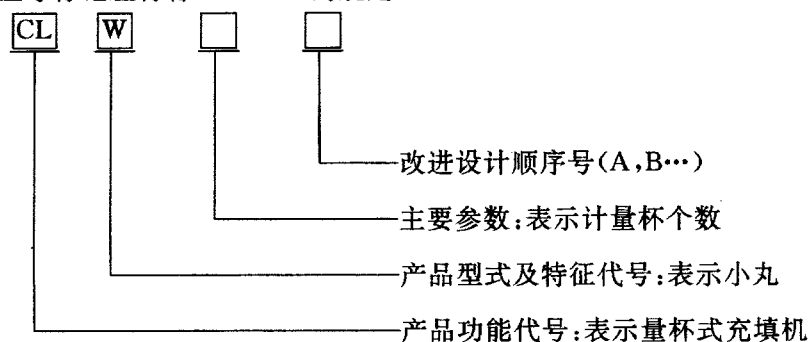 CL W
改进设计顺序号(A,B…)
主要参数:表示计量杯个数
产品型式及特征代号:表示小丸
产品功能代号:表示量杯式充填机